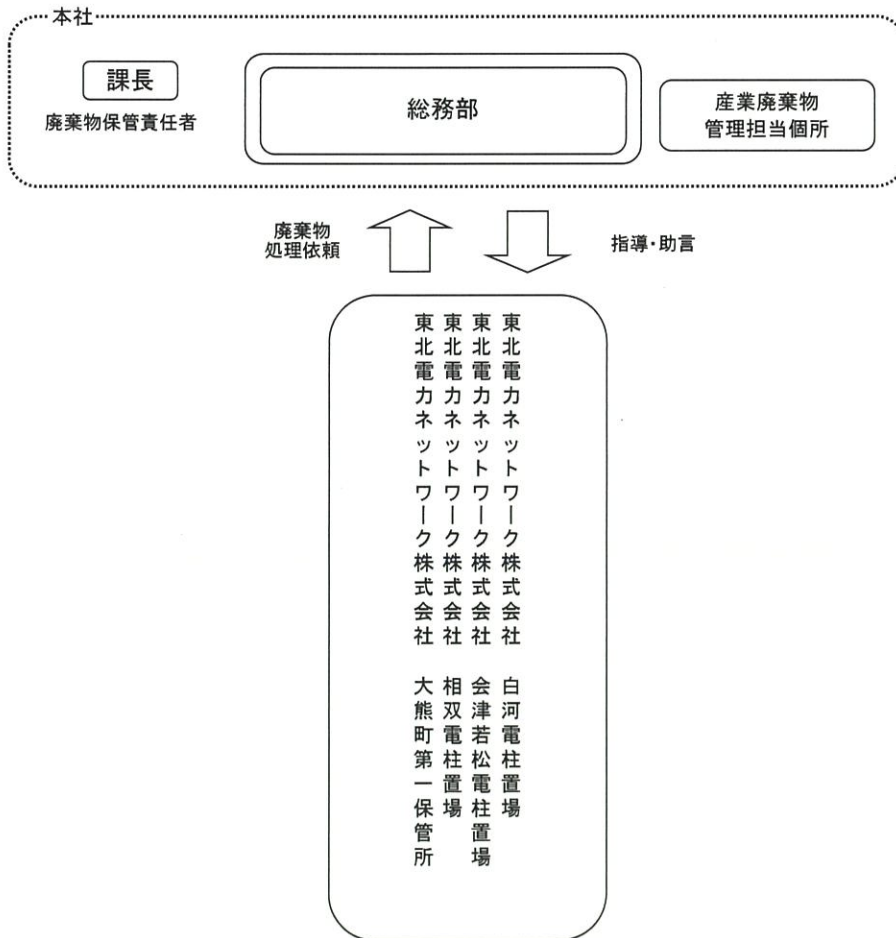 本社
課長
廃棄物保管責任者
総務部
産業廃棄物
管理担当個所
廃棄物
処理依頼
指導・助言
東北電力ネットワーク株式会社　白河電柱置場
東北電力ネットワーク株式会社　会津若松電柱置場
東北電力ネットワーク株式会社　相双電柱置場
東北電力ネットワーク株式会社　大熊町第一保管所